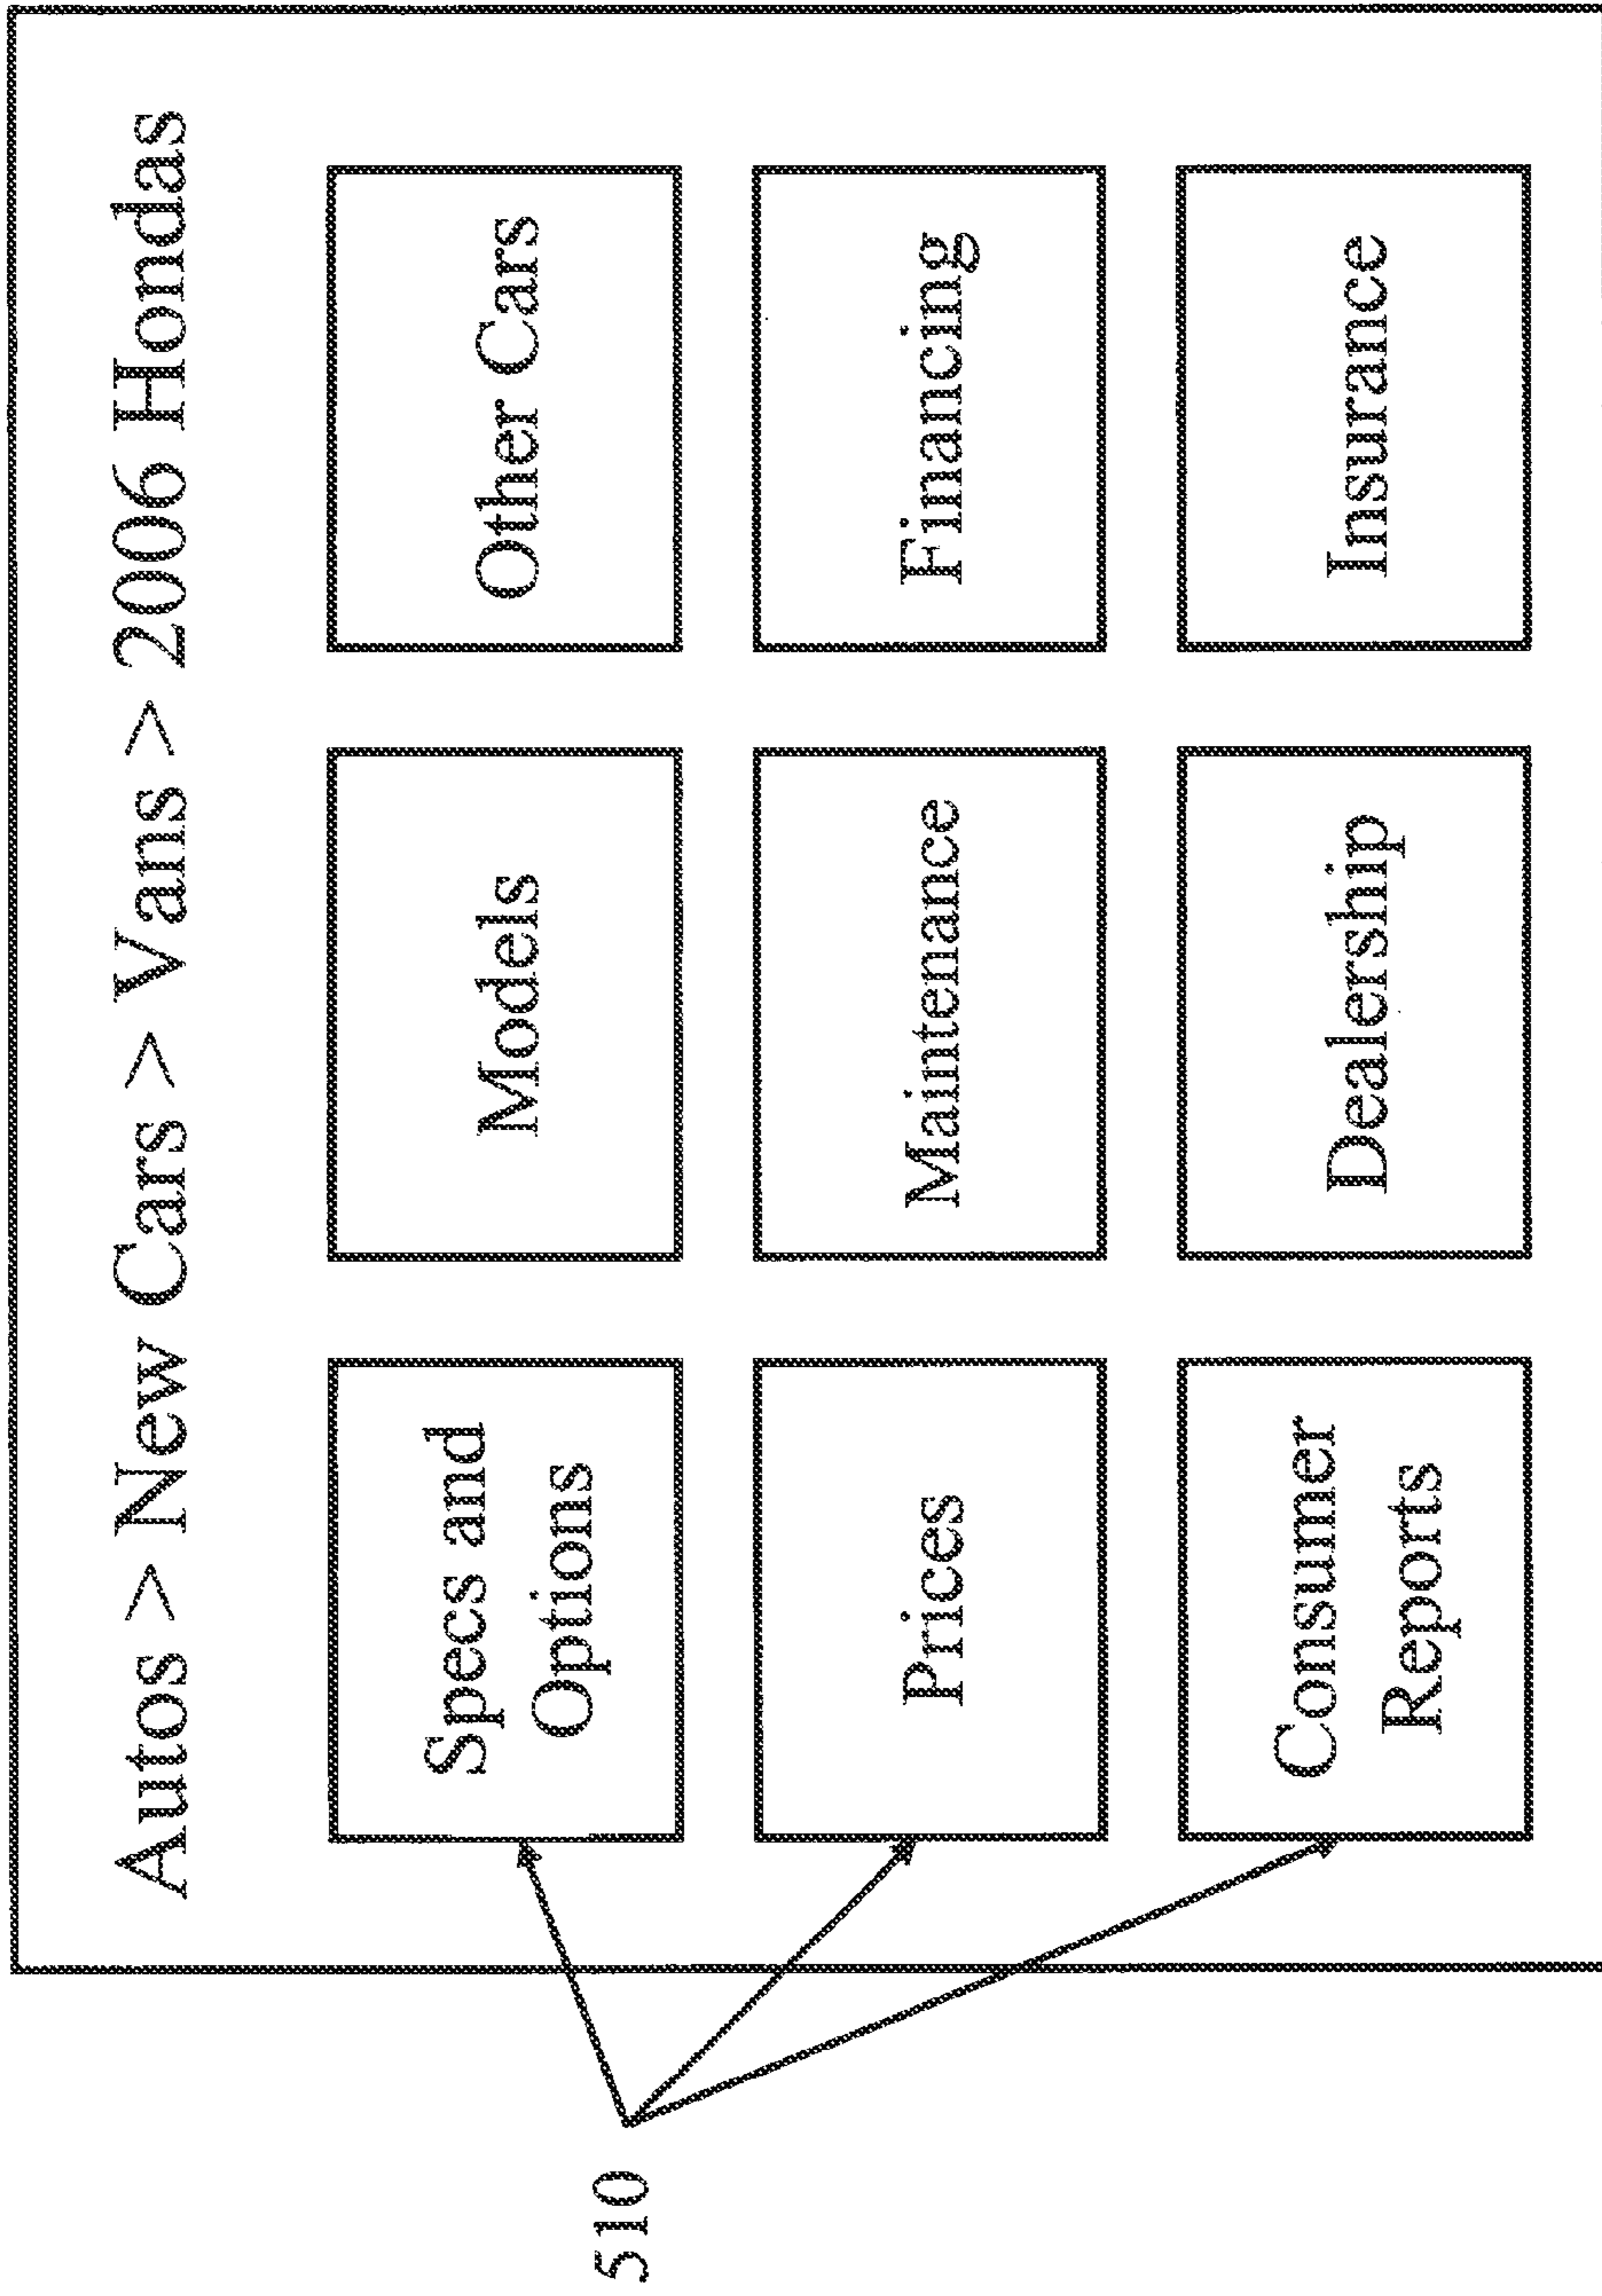 Autos > New Cars > Vans > 2006 Hondas
Specs and
Options
Models
Other Cars
Prices
Maintenance
Financing
Consumer
Reports
Dealership
Insurance
510